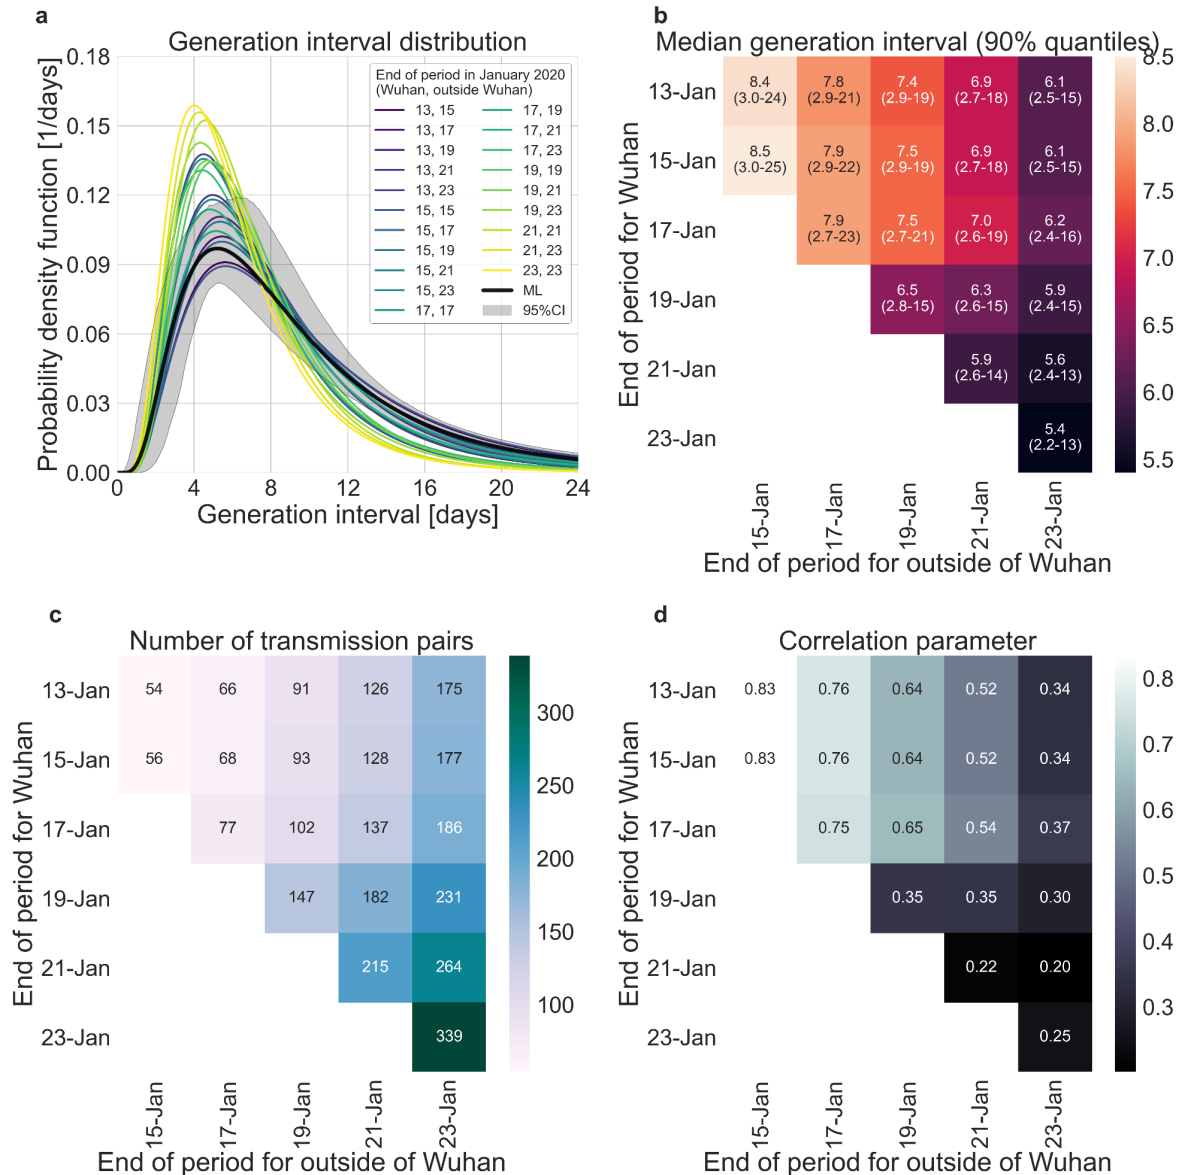 a
Generation interval distribution
Probability density function [1/days]
0.18
0.15
0.12
0.09
0.06
0.03
0.00
0 4 8 12 16 20 24
Generation interval [days]
End of period in January 2020
(Wuhan, outside Wuhan)
13, 15
13, 17
13, 19
13, 21
13, 23
15, 15
15, 17
15, 19
15, 21
15, 23
17, 17
17, 19
17, 21
17, 23
19, 19
19, 21
19, 23
21, 21
21, 23
23, 23
ML
95%CI
b
Median generation interval (90% quantiles)
End of period for Wuhan
13-Jan 8.4 7.8 7.4 6.9 6.1
(3.0-24) (2.9-21) (2.9-19) (2.7-18) (2.5-15)
15-Jan 8.5 7.9 7.5 6.9 6.1
(3.0-25) (2.9-22) (2.9-19) (2.7-18) (2.5-15)
17-Jan 7.9 7.5 7.0 6.2
(2.7-23) (2.7-21) (2.6-19) (2.4-16)
19-Jan 6.5 6.3 5.9
(2.8-15) (2.6-15) (2.4-15)
21-Jan 5.9 5.6
(2.6-14) (2.4-13)
23-Jan 5.4
(2.2-13)
15-Jan 17-Jan 19-Jan 21-Jan 23-Jan
End of period for outside of Wuhan
8.5
8.0
7.5
7.0
6.5
6.0
5.5
c
Number of transmission pairs
End of period for Wuhan
13-Jan 54 66 91 126 175
15-Jan 56 68 93 128 177
17-Jan 77 102 137 186
19-Jan 147 182 231
21-Jan 215 264
23-Jan 339
15-Jan 17-Jan 19-Jan 21-Jan 23-Jan
End of period for outside of Wuhan
300
250
200
150
100
d
Correlation parameter
End of period for Wuhan
13-Jan 0.83 0.76 0.64 0.52 0.34
15-Jan 0.83 0.76 0.64 0.52 0.34
17-Jan 0.75 0.65 0.54 0.37
19-Jan 0.35 0.35 0.30
21-Jan 0.22 0.20
23-Jan 0.25
15-Jan 17-Jan 19-Jan 21-Jan 23-Jan
End of period for outside of Wuhan
0.8
0.7
0.6
0.5
0.4
0.3